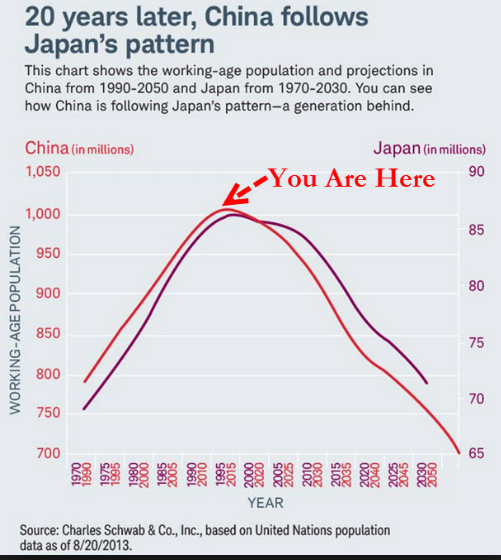 20 years later, China follows
Japan's pattern
This chart shows the working-age population and projections in
China from 1990-2050 and Japan from 1970-2030. You can see
how China is following Japan's pattern—a generation behind.
China (in millions)
Japan (in millions)
You Are Here
WORKING-AGE POPULATION
1,050
1,000
950
900
850
800
750
700
90
85
80
75
70
65
1970 1975 1980 1985 1990 1995 2000 2005 2010 2015 2020 2025 2030
1990 1995 2000 2005 2010 2015 2020 2025 2030 2035 2040 2045 2050
YEAR
Source: Charles Schwab & Co., Inc., based on United Nations population
data as of 8/20/2013.